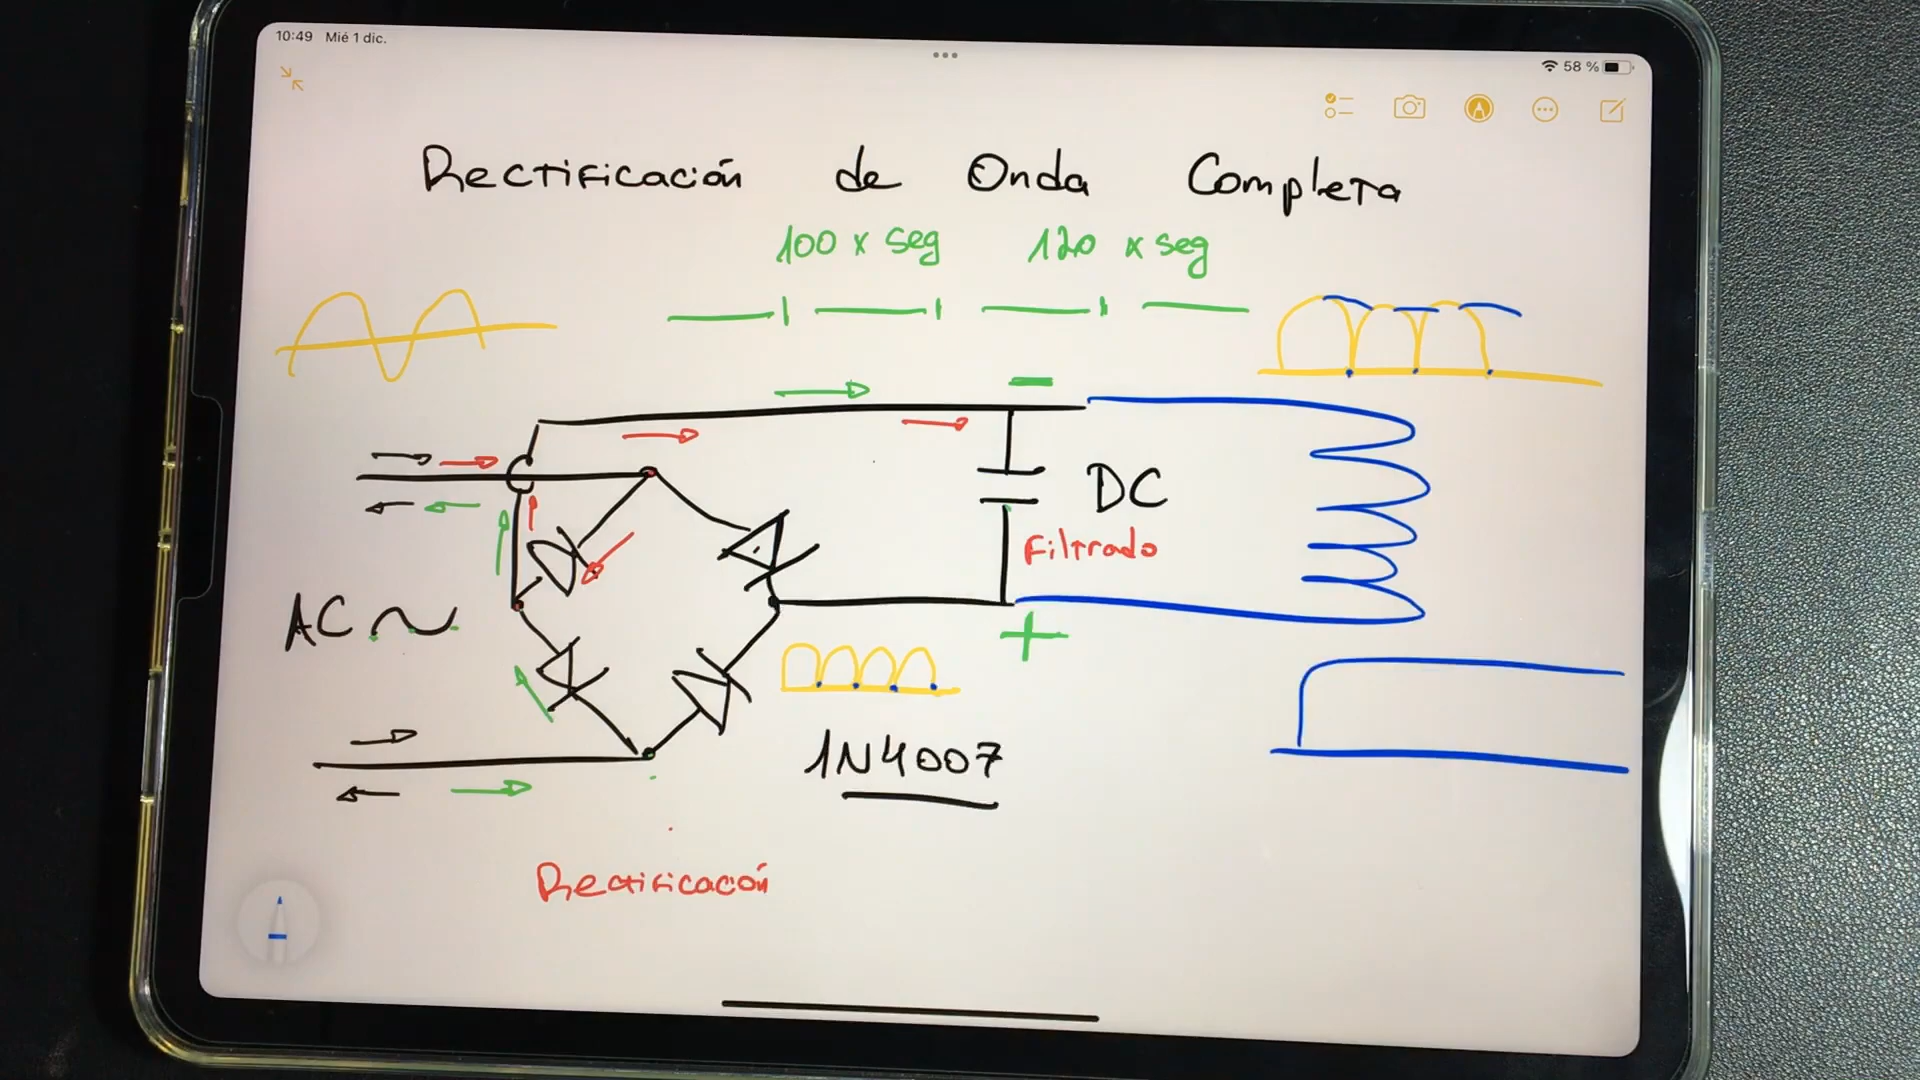 10:49 Mié 1 dic.
58 %
Rectificación de Onda Completa
100 x seg 120 x seg
DC
Filtrado
AC
1N4007
Rectificación